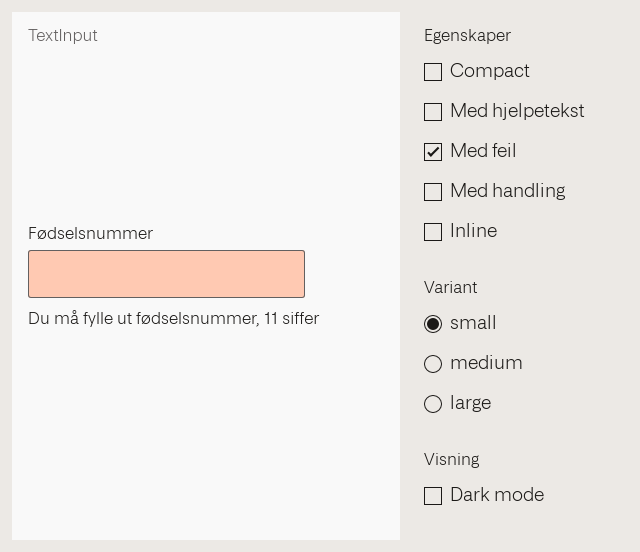 TextInput
Fødselsnummer
Du må fylle ut fødselsnummer, 11 siffer
Egenskaper
Compact
Med hjelpetekst
Med feil
Med handling
Inline
Variant
small
medium
large
Visning
Dark mode